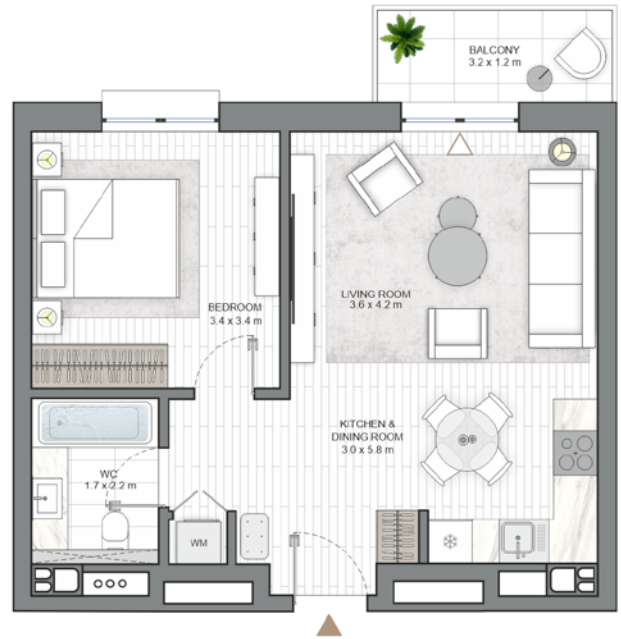 BALCONY
3.2 x 1.2 m
BEDROOM
3.4 x 3.4 m
LIVING ROOM
3.6 x 4.2 m
KITCHEN &
DINING ROOM
3.0 x 5.8 m
WC
1.7 x 2.2 m
WM